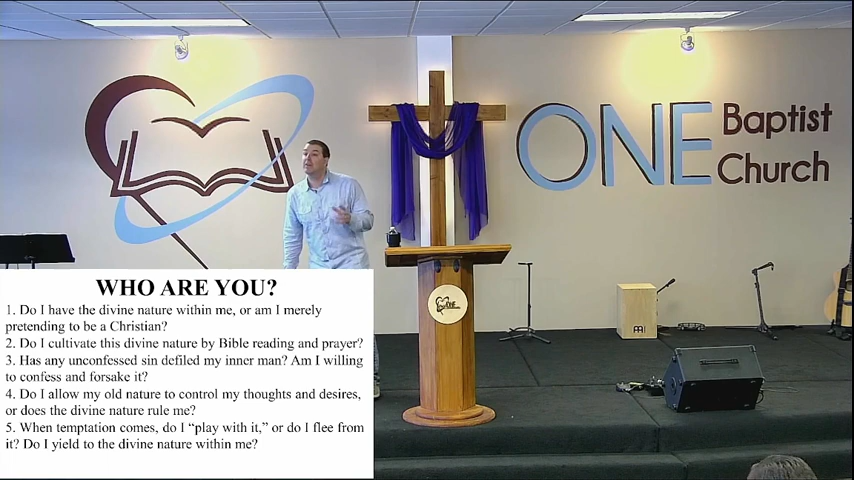 ONE Baptist
Church
ONE
WHO ARE YOU?
1. Do I have the divine nature within me, or am I merely
pretending to be a Christian?
2. Do I cultivate this divine nature by Bible reading and prayer?
3. Has any unconfessed sin defiled my inner man? Am I willing
to confess and forsake it?
4. Do I allow my old nature to control my thoughts and desires,
or does the divine nature rule me?
5. When temptation comes, do I “play with it,” or do I flee from
it? Do I yield to the divine nature within me?